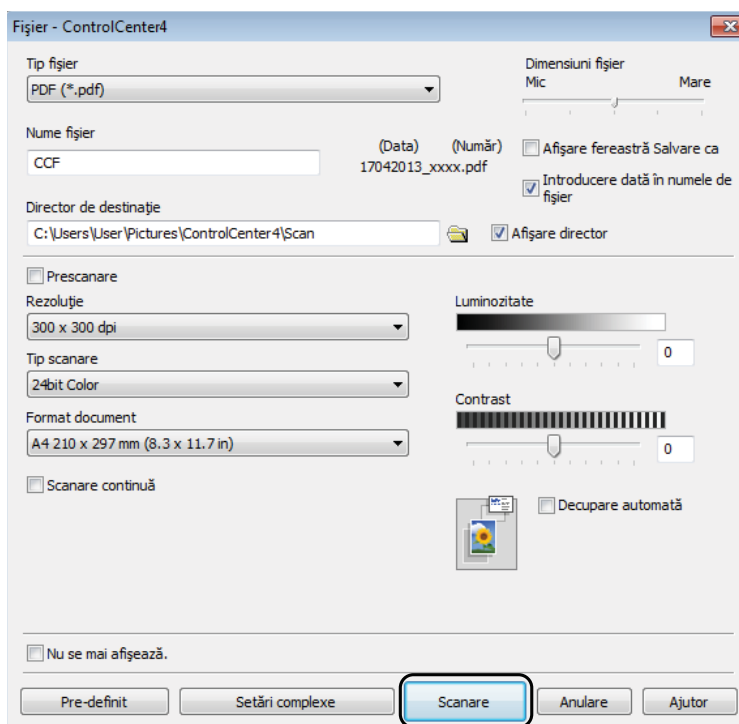 Fișier - ControlCenter4
Tip fișier
PDF (*.pdf)
Dimensiuni fișier
Mic Mare
Nume fișier
CCF
(Data) (Număr)
17042013_xxxx.pdf
Afișare fereastră Salvare ca
Introducere dată în numele de
fișier
Director de destinație
C:\Users\User\Pictures\ControlCenter4\Scan
Afișare director
Prescanare
Rezoluție
300 x 300 dpi
Tip scanare
24bit Color
Format document
A4 210 x 297 mm (8.3 x 11.7 in)
Scanare continuă
Luminozitate
0
Contrast
0
Decupare automată
Nu se mai afișează.
Pre-definit Setări complexe Scanare Anulare Ajutor